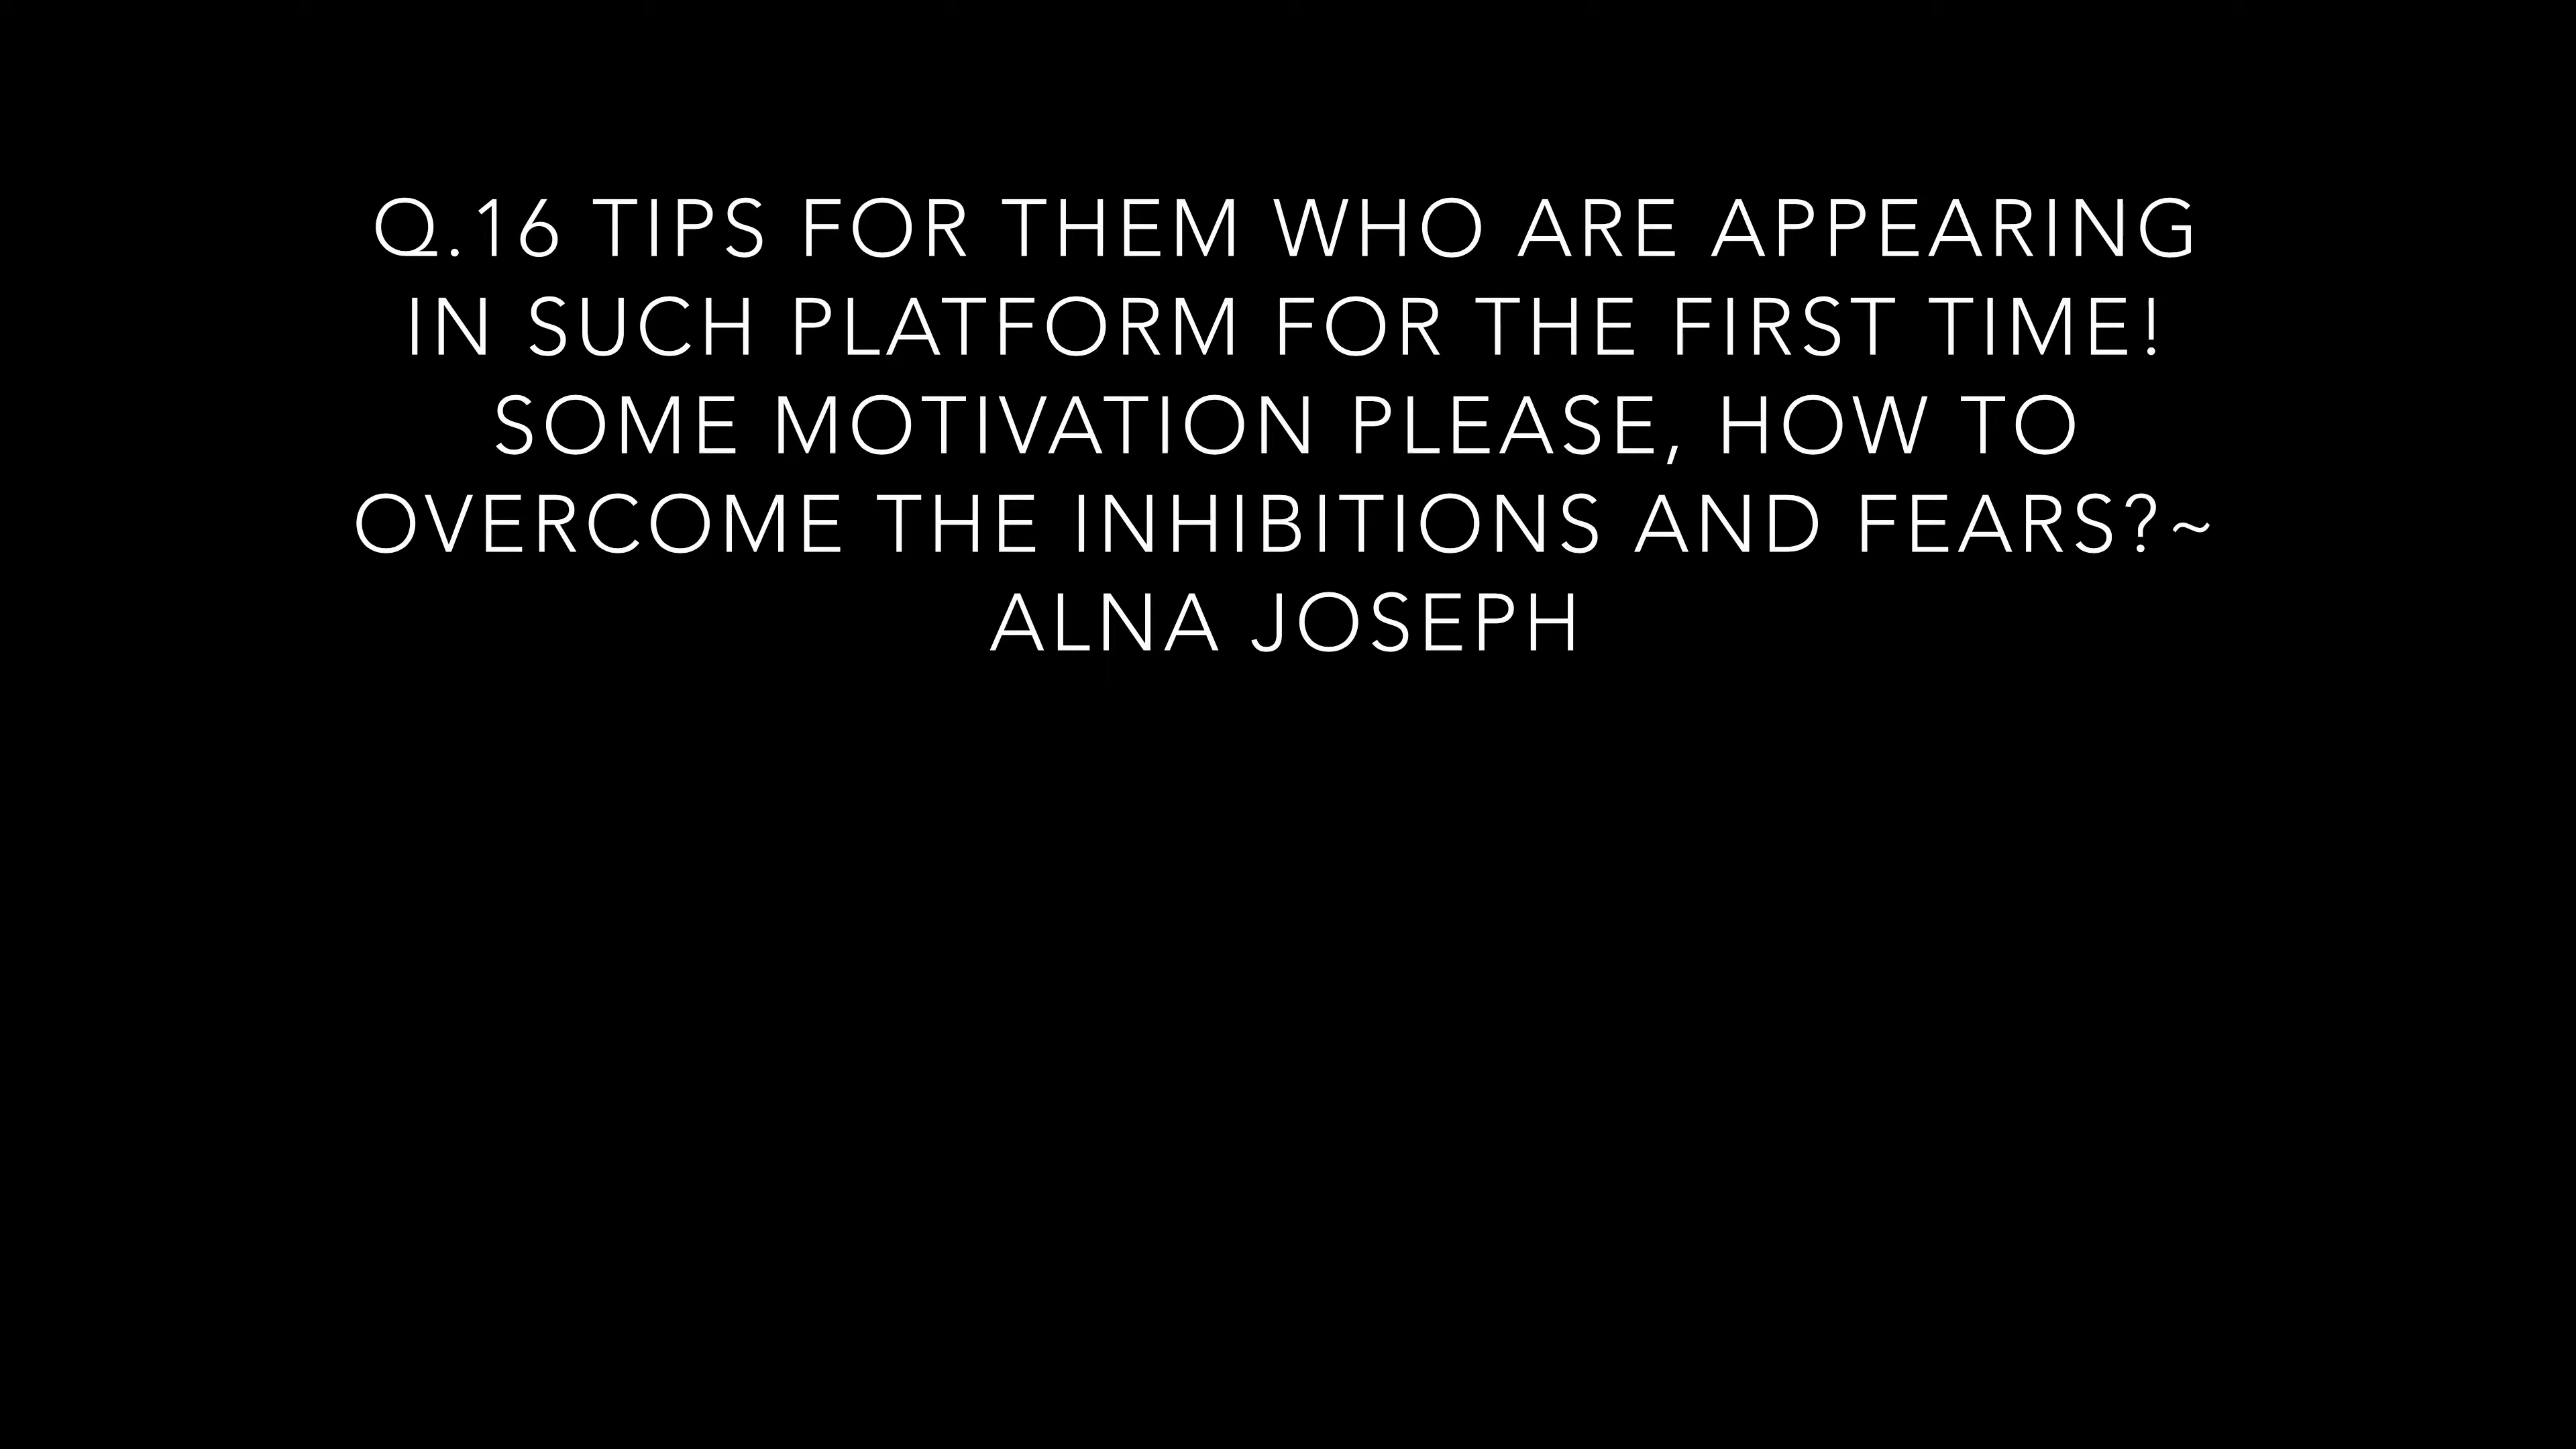 Q.16 TIPS FOR THEM WHO ARE APPEARING
IN SUCH PLATFORM FOR THE FIRST TIME!
SOME MOTIVATION PLEASE, HOW TO
OVERCOME THE INHIBITIONS AND FEARS?~
ALNA JOSEPH